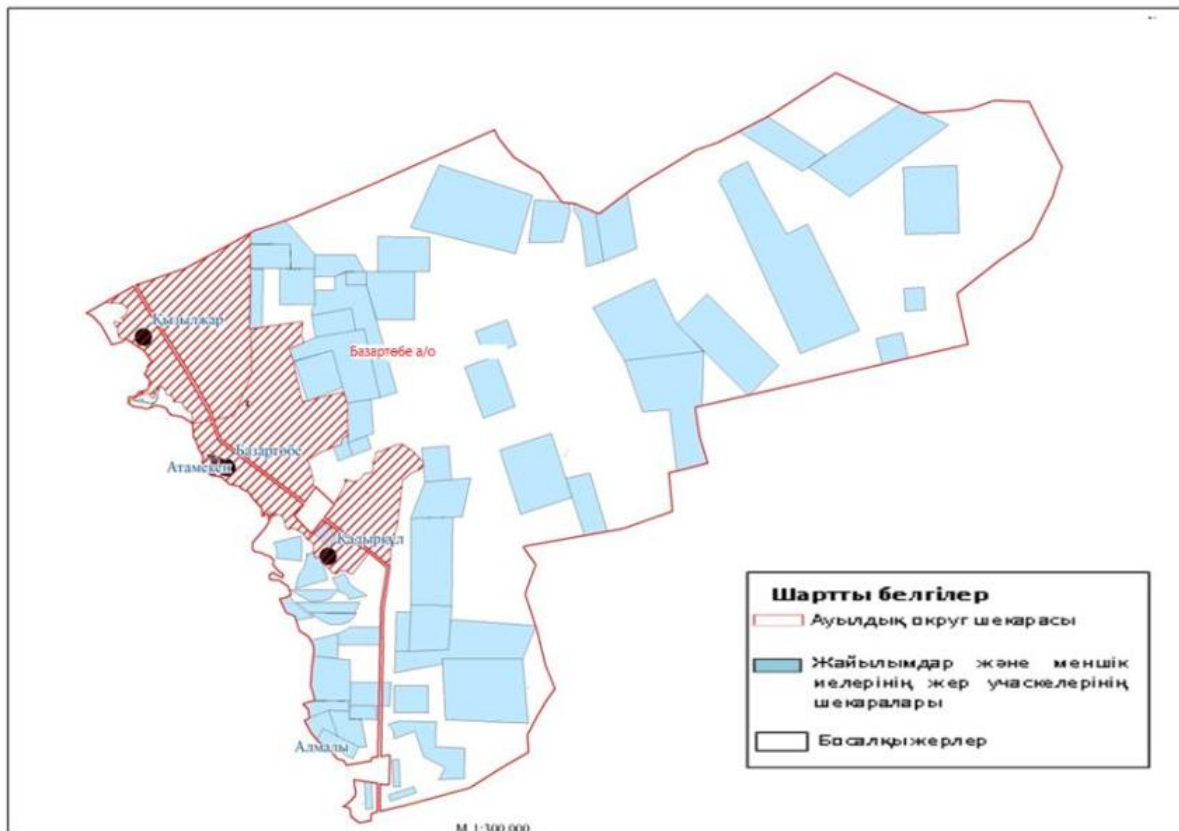 Қызылжар
Базартөбе а/о
Базартөбе
Атамекен
Қадырқұл
Алмалы
Шартты белгілер
Ауылдық округ шекарасы
Жайылымдар және меншік
иелерінің жер учаскелерінің
шекаралары
Босалқы жерлер
М 1:300 000